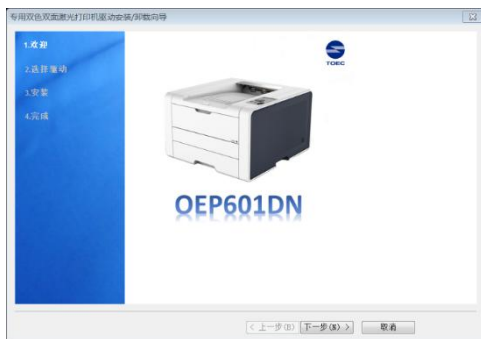 专用双色双面激光打印机驱动安装/卸载向导
1.欢迎
2.选择驱动
3.安装
4.完成
TOEC
OEP601DN
< 上一步(B)
下一步(N) >
取消